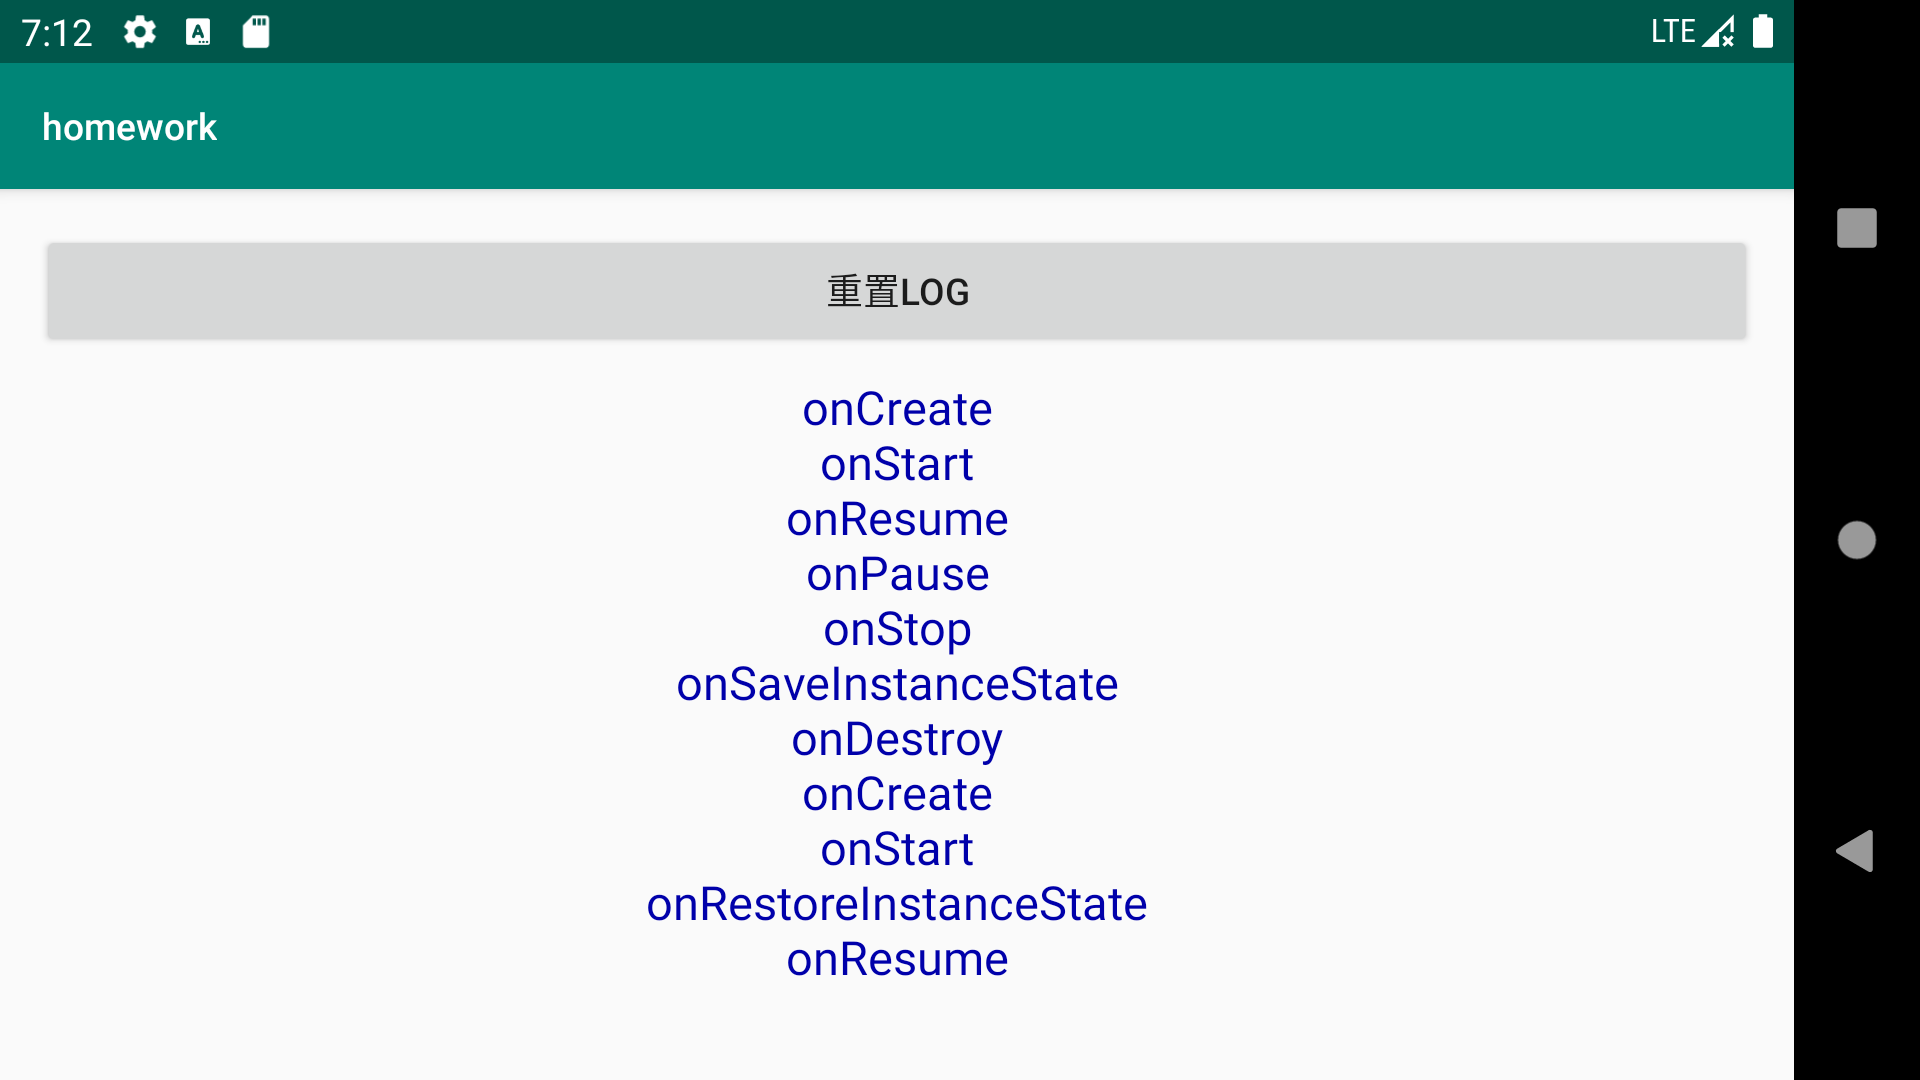 7:12
LTE
homework
重置LOG
onCreate
onStart
onResume
onPause
onStop
onSaveInstanceState
onDestroy
onCreate
onStart
onRestoreInstanceState
onResume